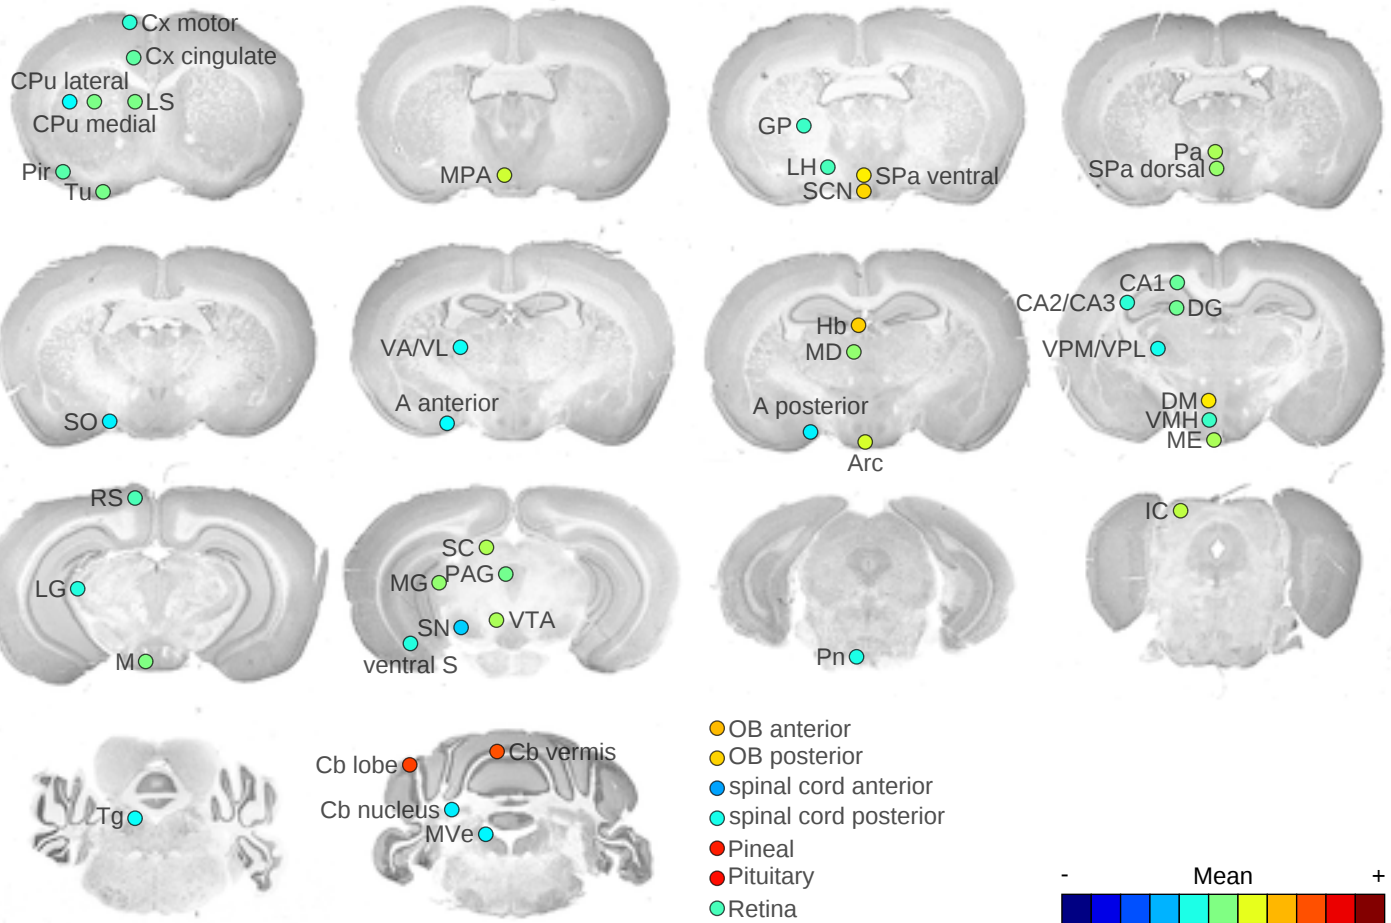 Cx motor
Cx cingulate
CPu lateral
LS
CPu medial
Pir
Tu
MPA
GP
LH
SPa ventral
SCN
Pa
SPa dorsal
SO
VA/VL
A anterior
Hb
MD
A posterior
Arc
CA1
CA2/CA3
DG
VPM/VPL
DM
VMH
ME
RS
LG
M
SC
MG
PAG
SN
VTA
ventral S
Pn
IC
Tg
Cb lobe
Cb vermis
Cb nucleus
MVe
OB anterior
OB posterior
spinal cord anterior
spinal cord posterior
Pineal
Pituitary
Retina
- Mean +